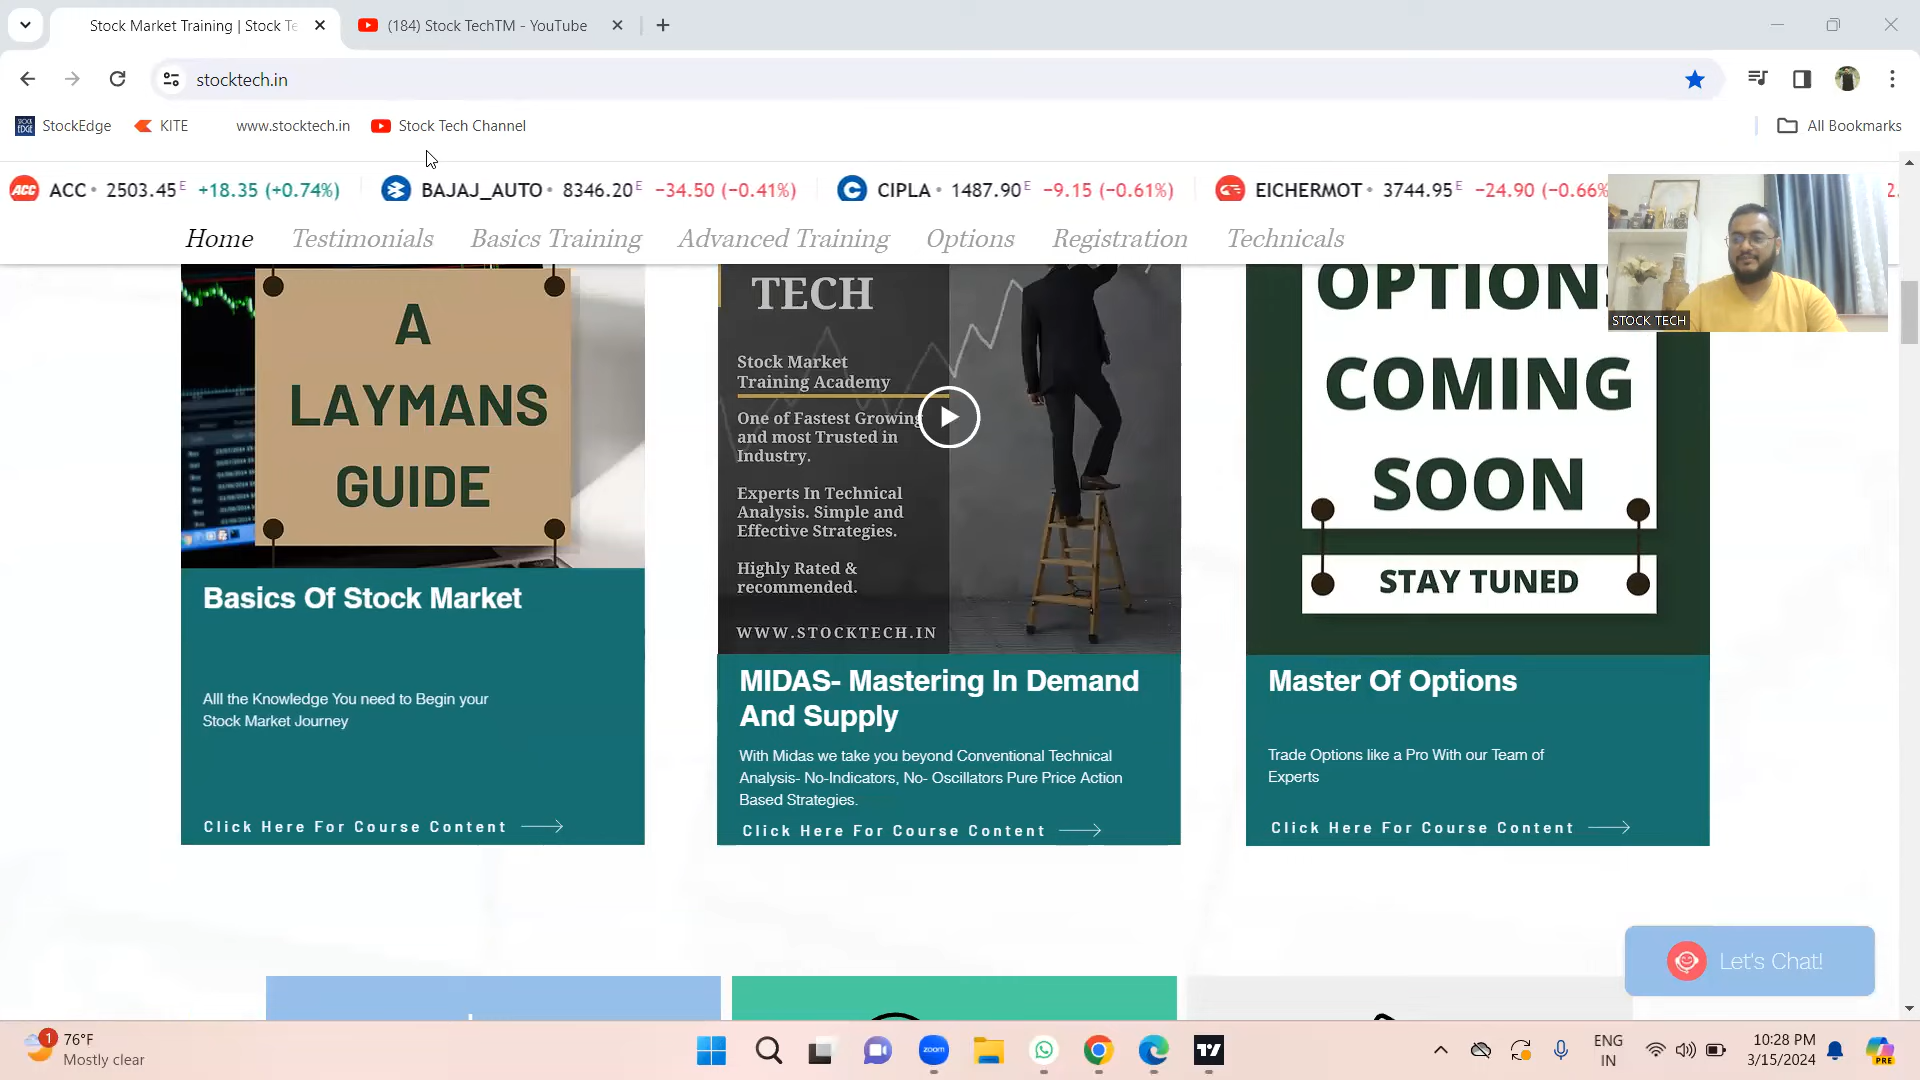 Stock Market Training | Stock Te
(184) Stock TechTM - YouTube
stocktech.in
StockEdge
KITE
www.stocktech.in
Stock Tech Channel
All Bookmarks
ACC ACC • 2503.45 E +18.35 (+0.74%)
BAJAJ_AUTO • 8346.20 E −34.50 (−0.41%)
CIPLA • 1487.90 E −9.15 (−0.61%)
EICHERMOT • 3744.95 E −24.90 (−0.66%
Home
Testimonials
Basics Training
Advanced Training
Options
Registration
Technicals
STOCK TECH
A
LAYMANS
GUIDE
Basics Of Stock Market
Alll the Knowledge You need to Begin your
Stock Market Journey
Click Here For Course Content
TECH
Stock Market
Training Academy
One of Fastest Growing
and most Trusted in
Industry.
Experts In Technical
Analysis. Simple and
Effective Strategies.
Highly Rated &
recommended.
WWW.STOCKTECH.IN
MIDAS- Mastering In Demand
And Supply
With Midas we take you beyond Conventional Technical
Analysis- No-Indicators, No- Oscillators Pure Price Action
Based Strategies.
Click Here For Course Content
OPTIONS
COMING
SOON
STAY TUNED
Master Of Options
Trade Options like a Pro With our Team of
Experts
Click Here For Course Content
Let's Chat!
1
76°F
Mostly clear
zoom
ENG
IN
10:28 PM
3/15/2024
PRE